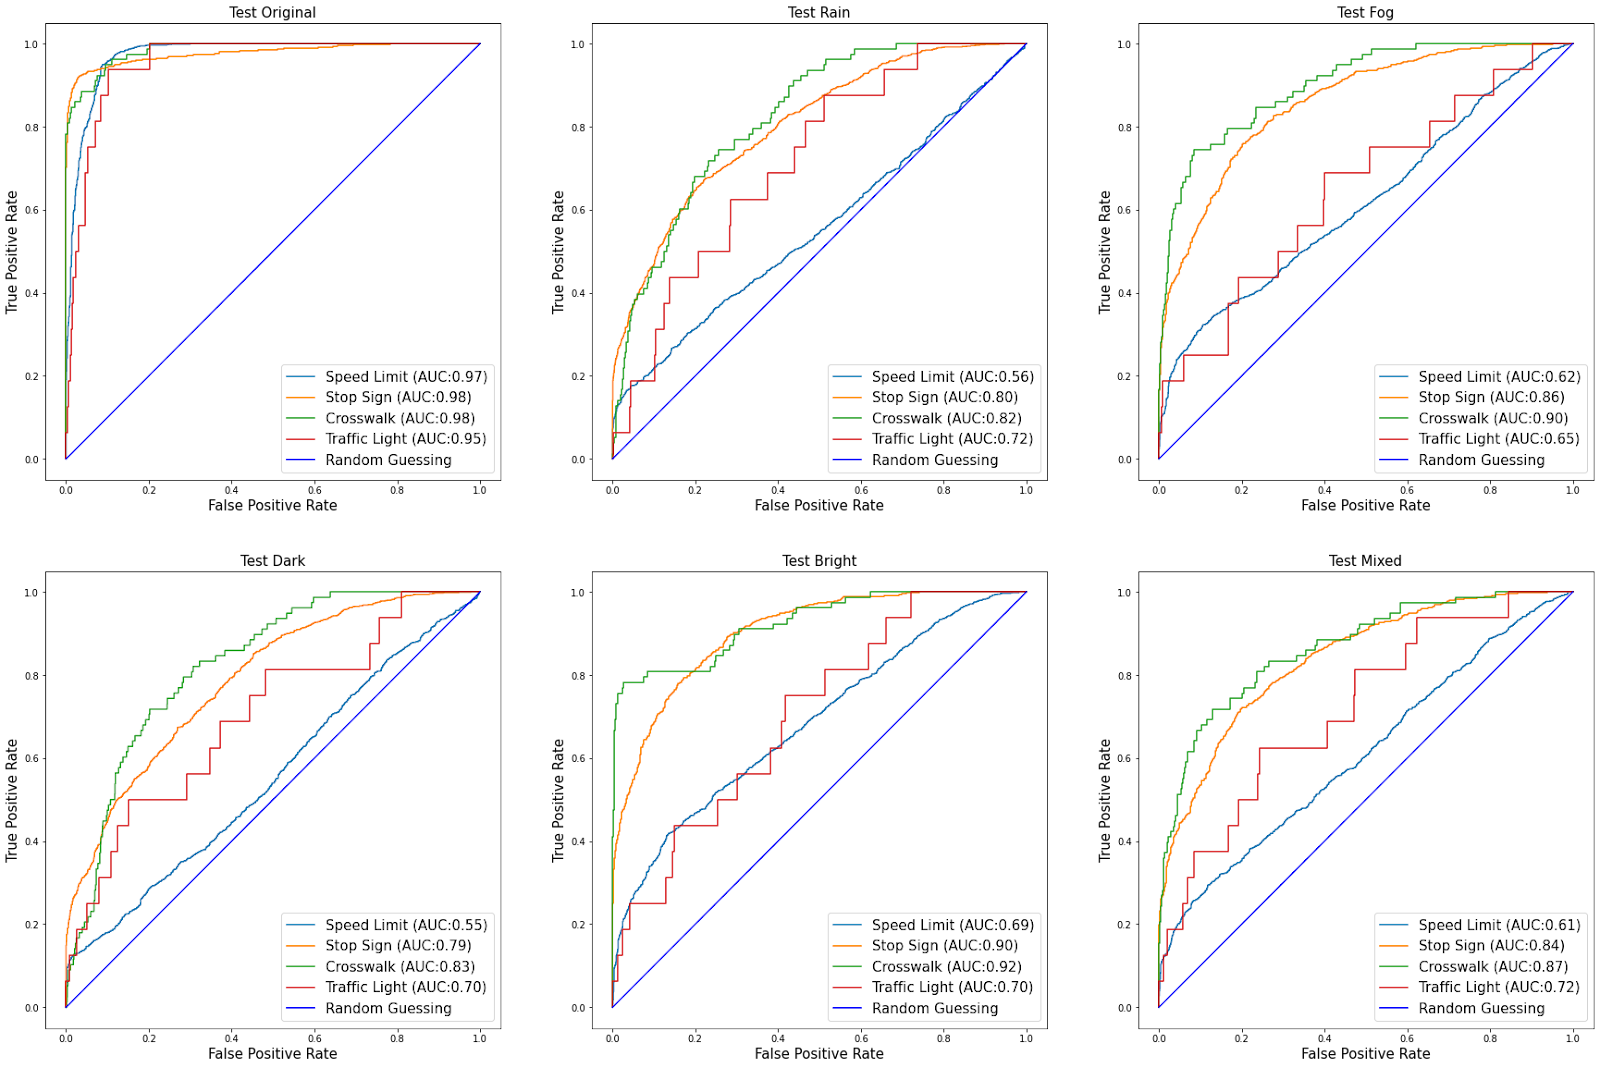 Test Original
1.0
0.8
0.6
0.4
0.2
0.0
True Positive Rate
Speed Limit (AUC:0.97)
Stop Sign (AUC:0.98)
Crosswalk (AUC:0.98)
Traffic Light (AUC:0.95)
Random Guessing
0.0 0.2 0.4 0.6 0.8 1.0
False Positive Rate
Test Rain
1.0
0.8
0.6
0.4
0.2
0.0
True Positive Rate
Speed Limit (AUC:0.56)
Stop Sign (AUC:0.80)
Crosswalk (AUC:0.82)
Traffic Light (AUC:0.72)
Random Guessing
0.0 0.2 0.4 0.6 0.8 1.0
False Positive Rate
Test Fog
1.0
0.8
0.6
0.4
0.2
0.0
True Positive Rate
Speed Limit (AUC:0.62)
Stop Sign (AUC:0.86)
Crosswalk (AUC:0.90)
Traffic Light (AUC:0.65)
Random Guessing
0.0 0.2 0.4 0.6 0.8 1.0
False Positive Rate
Test Dark
1.0
0.8
0.6
0.4
0.2
0.0
True Positive Rate
Speed Limit (AUC:0.55)
Stop Sign (AUC:0.79)
Crosswalk (AUC:0.83)
Traffic Light (AUC:0.70)
Random Guessing
0.0 0.2 0.4 0.6 0.8 1.0
False Positive Rate
Test Bright
1.0
0.8
0.6
0.4
0.2
0.0
True Positive Rate
Speed Limit (AUC:0.69)
Stop Sign (AUC:0.90)
Crosswalk (AUC:0.92)
Traffic Light (AUC:0.70)
Random Guessing
0.0 0.2 0.4 0.6 0.8 1.0
False Positive Rate
Test Mixed
1.0
0.8
0.6
0.4
0.2
0.0
True Positive Rate
Speed Limit (AUC:0.61)
Stop Sign (AUC:0.84)
Crosswalk (AUC:0.87)
Traffic Light (AUC:0.72)
Random Guessing
0.0 0.2 0.4 0.6 0.8 1.0
False Positive Rate